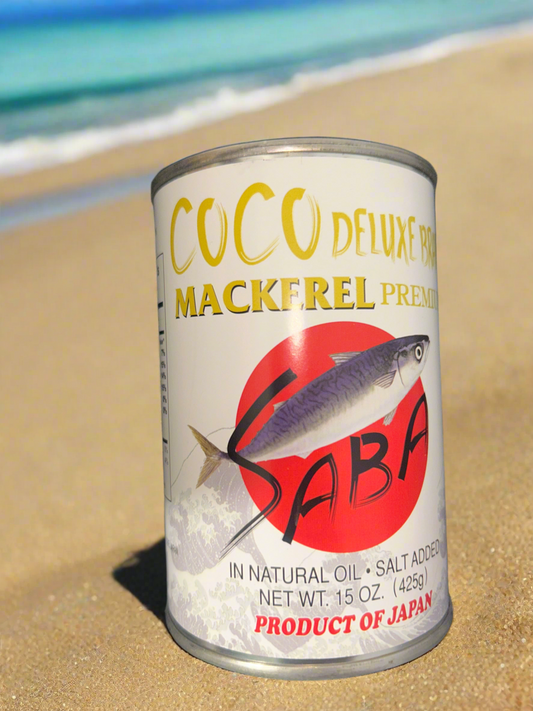 COCO DELUXE
MACKEREL
SABA
IN NATURAL OIL • SALT ADDED
NET WT. 15 OZ. (425g)
PRODUCT OF JAPAN